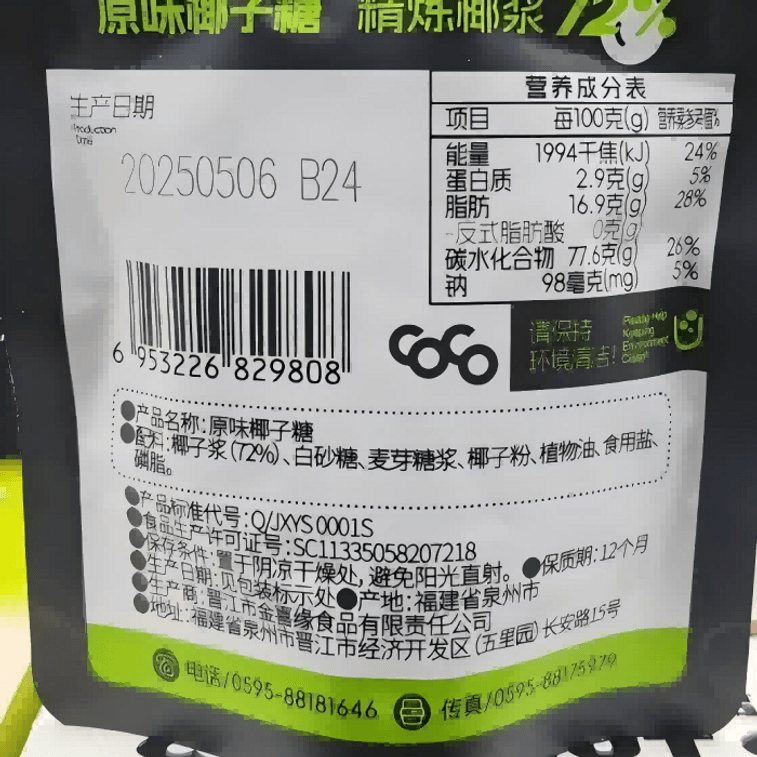 原味椰子糖 精炼椰浆 72%
生产日期
Production
Date
20250506 B24
营养成分表
项目 每100克(g) 营养素参考值%
能量 1994千焦(kJ) 24%
蛋白质 2.9克(g) 5%
脂肪 16.9克(g) 28%
-反式脂肪酸 0克(g)
碳水化合物 77.6克(g) 26%
钠 98毫克(mg) 5%
6 953226 829808
COCO
请保持
环境清洁!
Please Help
Keeping
Environment
Clean!
产品名称:原味椰子糖
配料:椰子浆(72%)、白砂糖、麦芽糖浆、椰子粉、植物油、食用盐、
磷脂。
产品标准代号:Q/JXYS 0001S
食品生产许可证号:SC11335058207218
保存条件:置于阴凉干燥处,避免阳光直射。 保质期:12个月
生产日期:见包装标示处 产地:福建省泉州市
生产商:晋江市金喜缘食品有限责任公司
地址:福建省泉州市晋江市经济开发区(五里园)长安路15号
电话/0595-88181646 传真/0595-88175979